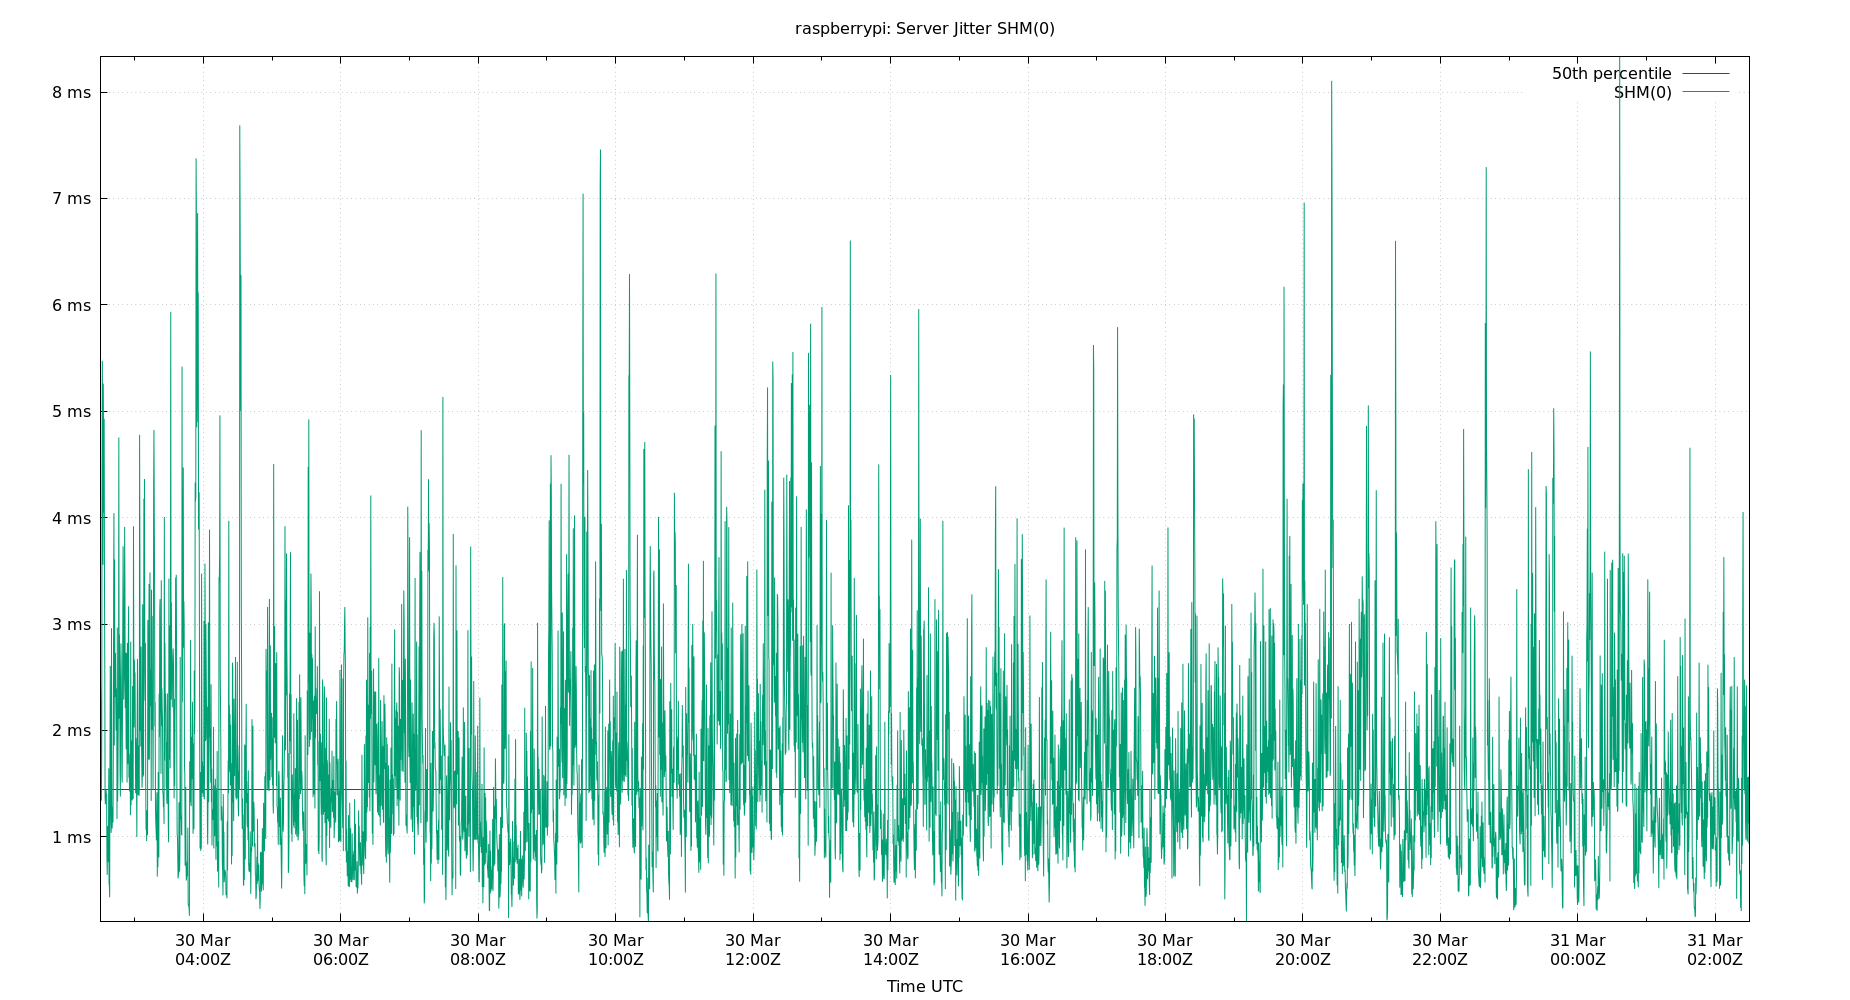 raspberrypi: Server Jitter SHM(0)
50th percentile
SHM(0)
8 ms
7 ms
6 ms
5 ms
4 ms
3 ms
2 ms
1 ms
30 Mar 30 Mar 30 Mar 30 Mar 30 Mar 30 Mar 30 Mar 30 Mar 30 Mar 30 Mar 31 Mar 31 Mar
04:00Z 06:00Z 08:00Z 10:00Z 12:00Z 14:00Z 16:00Z 18:00Z 20:00Z 22:00Z 00:00Z 02:00Z
Time UTC